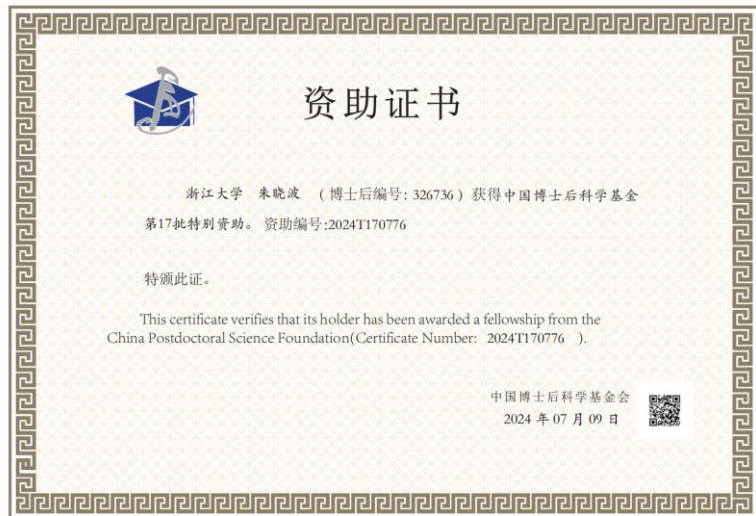 资助证书
浙江大学 朱晓波 （博士后编号: 326736 ）获得中国博士后科学基金
第17批特别资助。 资助编号:2024T170776
特颁此证。
This certificate verifies that its holder has been awarded a fellowship from the
China Postdoctoral Science Foundation(Certificate Number: 2024T170776 ).
中国博士后科学基金会
2024 年 07 月 09 日